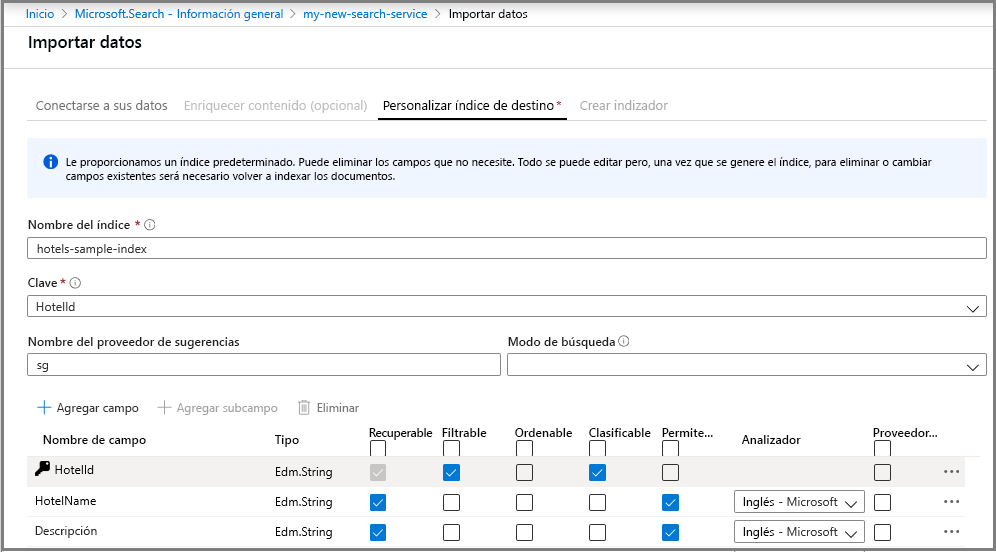 Inicio > Microsoft.Search - Información general > my-new-search-service > Importar datos
Importar datos
Conectarse a sus datos Enriquecer contenido (opcional) Personalizar índice de destino* Crear indizador
Le proporcionamos un índice predeterminado. Puede eliminar los campos que no necesite. Todo se puede editar pero, una vez que se genere el índice, para eliminar o cambiar
campos existentes será necesario volver a indexar los documentos.
Nombre del índice *
hotels-sample-index
Clave *
HotelId
Nombre del proveedor de sugerencias Modo de búsqueda
sg
Agregar campo Agregar subcampo Eliminar
Nombre de campo Tipo Recuperable Filtrable Ordenable Clasificable Permite... Analizador Proveedor...
HotelId Edm.String
HotelName Edm.String Inglés - Microsoft
Descripción Edm.String Inglés - Microsoft